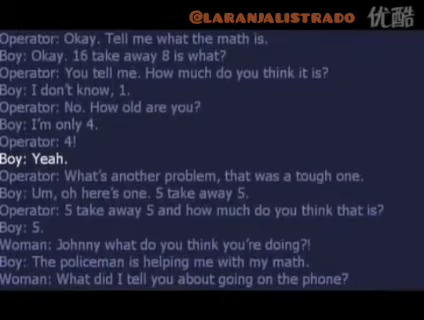 @LARANJALISTRADO
优酷
Operator: Okay. Tell me what the math is.
Boy: Okay. 16 take away 8 is what?
Operator: You tell me. How much do you think it is?
Boy: I don't know, 1.
Operator: No. How old are you?
Boy: I'm only 4.
Operator: 4!
Boy: Yeah.
Operator: What's another problem, that was a tough one.
Boy: Um, oh here's one. 5 take away 5.
Operator: 5 take away 5 and how much do you think that is?
Boy: 5.
Woman: Johnny what do you think you're doing?!
Boy: The policeman is helping me with my math.
Woman: What did I tell you about going on the phone?